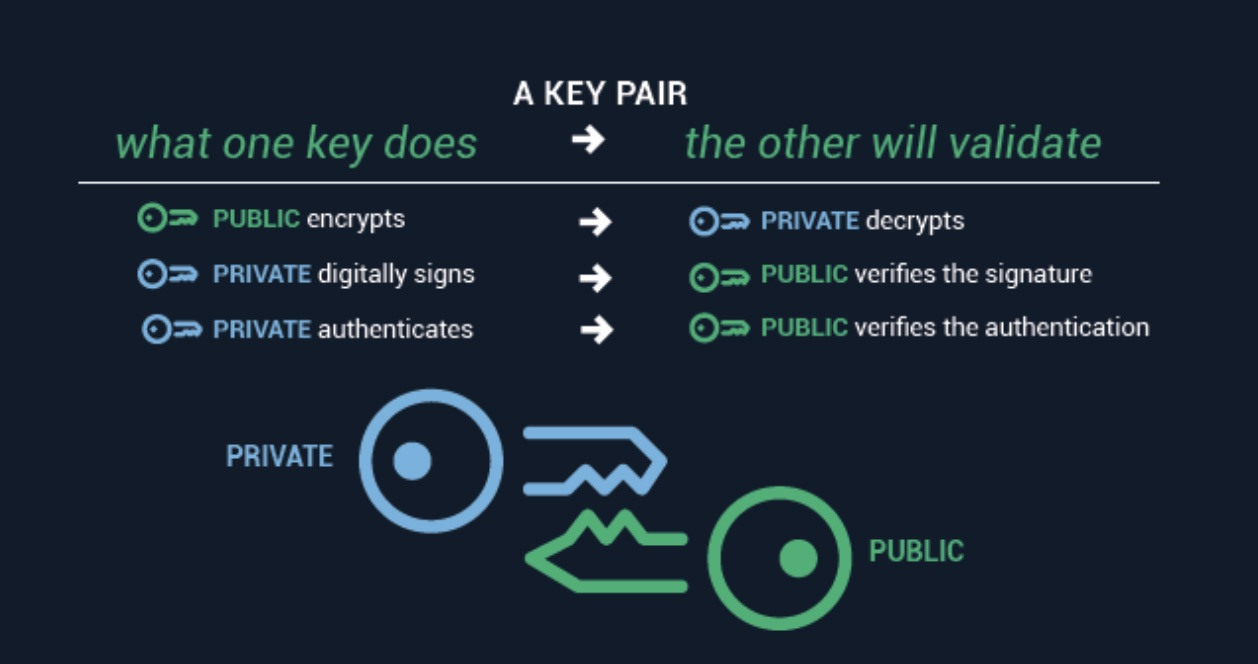 A KEY PAIR
what one key does → the other will validate
PUBLIC encrypts → PRIVATE decrypts
PRIVATE digitally signs → PUBLIC verifies the signature
PRIVATE authenticates → PUBLIC verifies the authentication
PRIVATE
PUBLIC